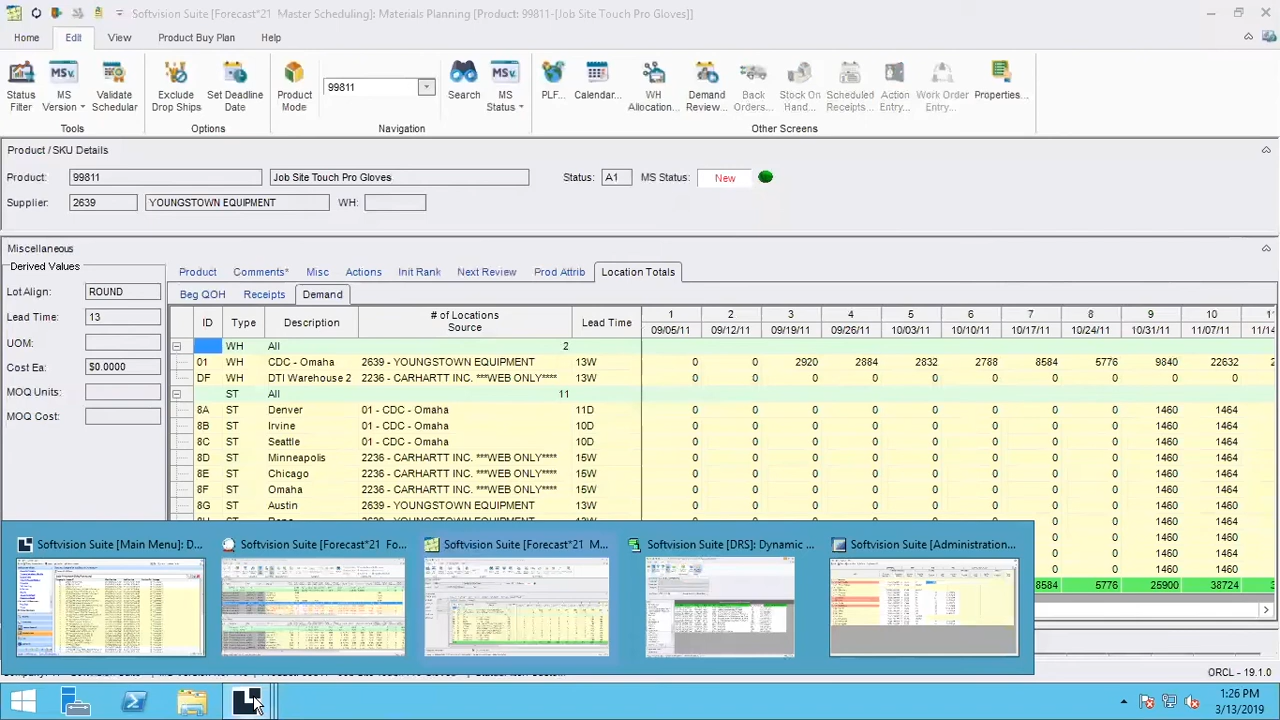 Softvision Suite [Forecast*21 Master Scheduling]: Materials Planning [Product: 99811-[Job Site Touch Pro Gloves]]
Home Edit View Product Buy Plan Help
Status Filter
MS Version
Validate Schedular
Exclude Drop Ships
Set Deadline Date
Product Mode
99811
Search
MS Status
PLF...
Calendar...
WH Allocation...
Demand Review...
Back Orders...
Stock On Hand...
Scheduled Receipts...
Action Entry...
Work Order Entry...
Properties...
Tools Options Navigation Other Screens
Product / SKU Details
Product: 99811 Job Site Touch Pro Gloves Status: A1 MS Status: New
Supplier: 2639 YOUNGSTOWN EQUIPMENT WH:
Miscellaneous
Derived Values
Lot Align: ROUND
Lead Time: 13
UOM:
Cost Ea: $0.0000
MOQ Units:
MOQ Cost:
Product Comments* Misc Actions Init Rank Next Review Prod Attrib Location Totals
Beg QOH Receipts Demand
ID Type Description # of Locations Source Lead Time
1 2 3 4 5 6 7 8 9 10
09/05/11 09/12/11 09/19/11 09/26/11 10/03/11 10/10/11 10/17/11 10/24/11 10/31/11 11/07/11 11/14
WH All 2
01 WH CDC - Omaha 2639 - YOUNGSTOWN EQUIPMENT 13W 0 0 2920 2884 2832 2788 8584 5776 9840 22632
DF WH DTI Warehouse 2 2236 - CARHARTT INC. ***WEB ONLY**** 13W 0 0 0 0 0 0 0 0 0 0
ST All 11
8A ST Denver 01 - CDC - Omaha 11D 0 0 0 0 0 0 0 0 1460 1464
8B ST Irvine 01 - CDC - Omaha 10D 0 0 0 0 0 0 0 0 1460 1464
8C ST Seattle 01 - CDC - Omaha 10D 0 0 0 0 0 0 0 0 1460 1464
8D ST Minneapolis 2236 - CARHARTT INC. ***WEB ONLY**** 15W 0 0 0 0 0 0 0 0 1460 1464
8E ST Chicago 2236 - CARHARTT INC. ***WEB ONLY**** 15W 0 0 0 0 0 0 0 0 1460 1464
8F ST Omaha 2236 - CARHARTT INC. ***WEB ONLY**** 15W 0 0 0 0 0 0 0 0 1460 1464
8G ST Austin 2639 - YOUNGSTOWN EQUIPMENT 13W 0 0 0 0 0 0 0 0 1460 1464
0 1460 1464
0 1460 1464
0 1460 1464
8584 5776 25900 38724
Softvision Suite [Main Menu]: D...
Softvision Suite [Forecast*21 Fo...
Softvision Suite [Forecast*21 M...
Softvision Suite [DRS]: Dynamic ...
Softvision Suite [Administration...
ORCL - 19.1.0
1:26 PM
3/13/2019